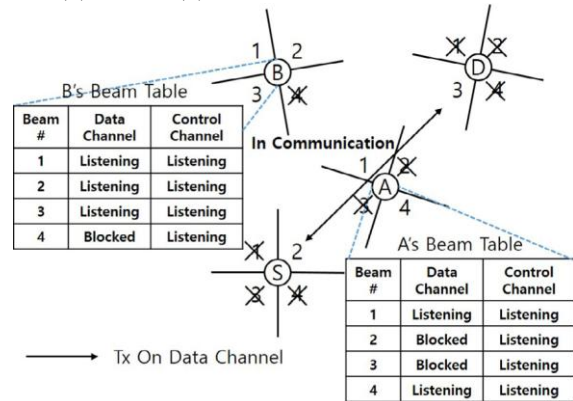 1 2
B
3 4
1 2
D
3 4
B's Beam Table
Beam # Data Channel Control Channel
1 Listening Listening
2 Listening Listening
3 Listening Listening
4 Blocked Listening
In Communication
1 2
A
3 4
1 2
S
3 4
A's Beam Table
Beam # Data Channel Control Channel
1 Listening Listening
2 Blocked Listening
3 Blocked Listening
4 Listening Listening
Tx On Data Channel